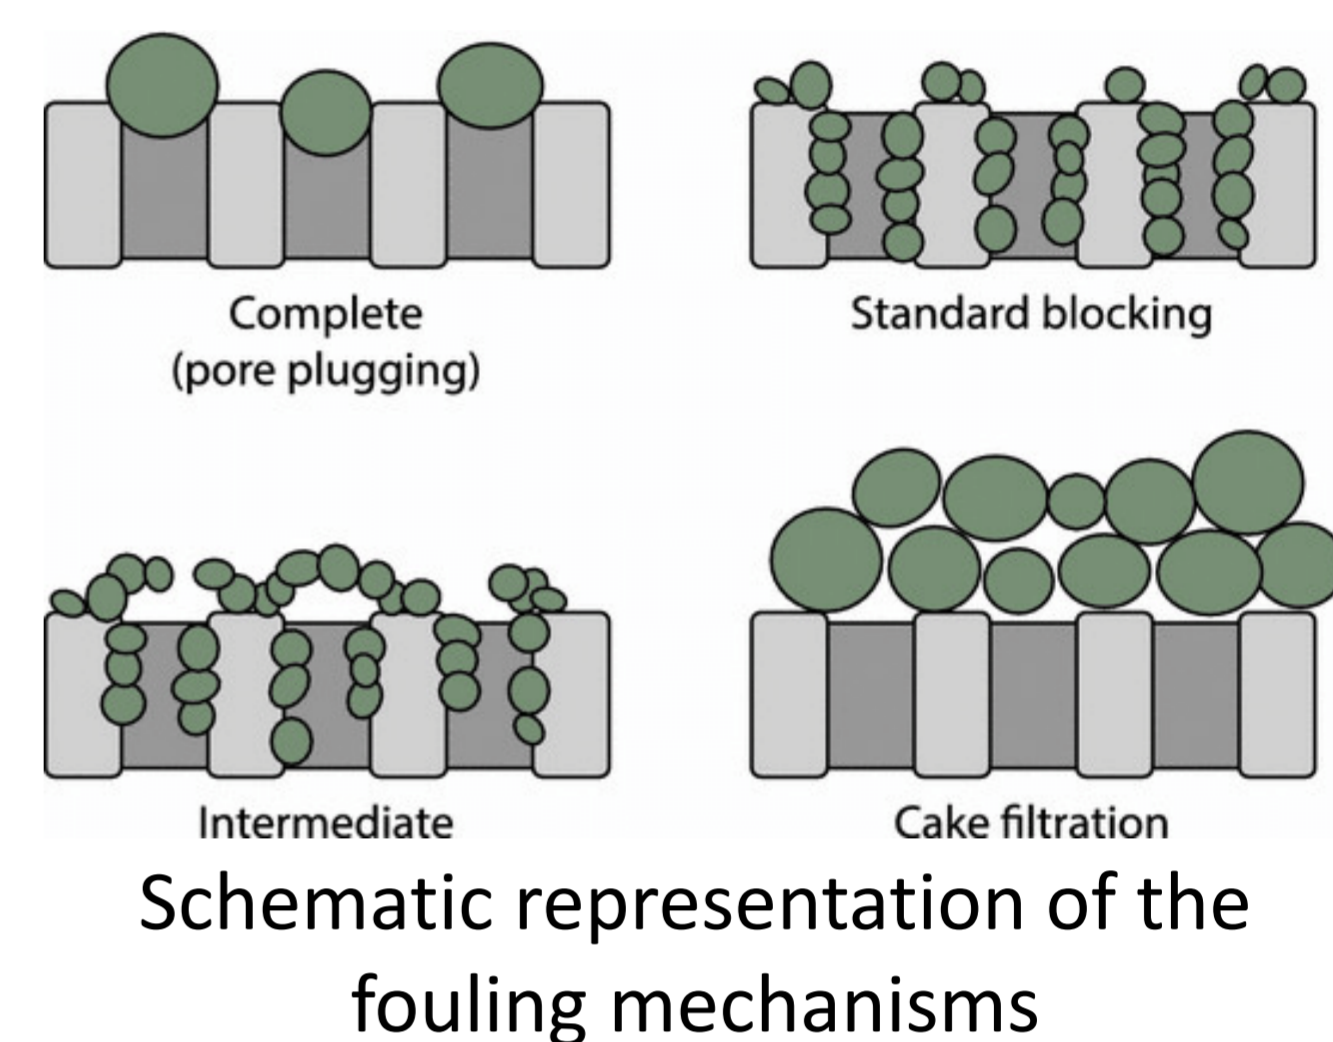 Complete
(pore plugging)
Standard blocking
Intermediate
Cake filtration
Schematic representation of the
fouling mechanisms